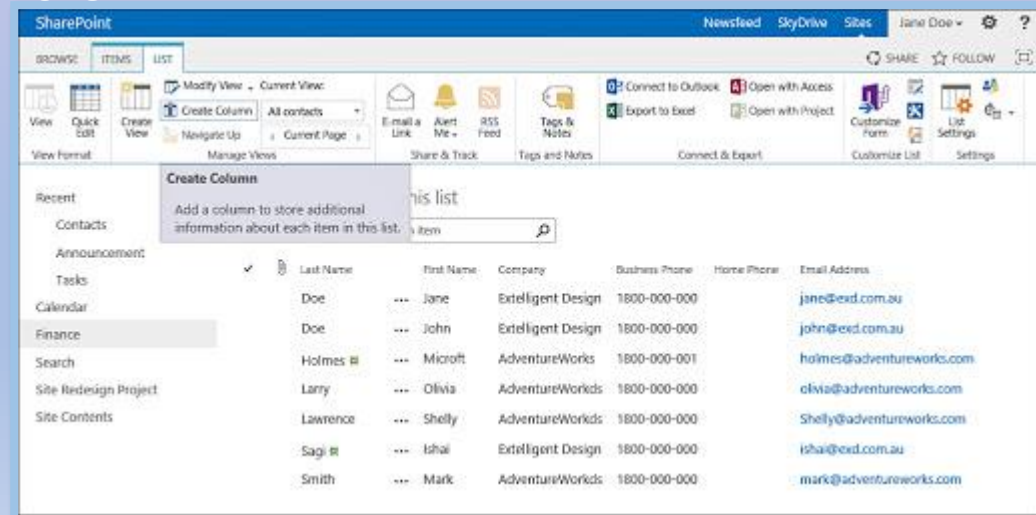 SharePoint Newsfeed SkyDrive Sites Jane Doe ?
BROWSE ITEMS LIST SHARE FOLLOW
View
Quick Edit
Create View
Modify View
Create Column
Navigate Up
Current View:
All contacts
Current Page
E-mail a Link
Alert Me
RSS Feed
Tags & Notes
Connect to Outlook
Export to Excel
Open with Access
Open with Project
Customize Form
List Settings
View Format Manage Views Share & Track Tags and Notes Connect & Export Customize List Settings
Create Column
Add a column to store additional
information about each item in this list.
his list
item
Recent
Contacts
Announcement
Tasks
Calendar
Finance
Search
Site Redesign Project
Site Contents
Last Name First Name Company Business Phone Home Phone Email Address
Doe ... Jane Extelligent Design 1800-000-000 jane@exd.com.au
Doe ... John Extelligent Design 1800-000-000 john@exd.com.au
Holmes ... Microft AdventureWorks 1800-000-001 holmes@adventureworks.com
Larry ... Olivia AdventureWorkds 1800-000-000 olivia@adventureworks.com
Lawrence ... Shelly AdventureWorkds 1800-000-000 Shelly@adventureworks.com
Sagi ... Ishai Extelligent Design 1800-000-000 ishai@exd.com.au
Smith ... Mark AdventureWorkds 1800-000-000 mark@adventureworks.com